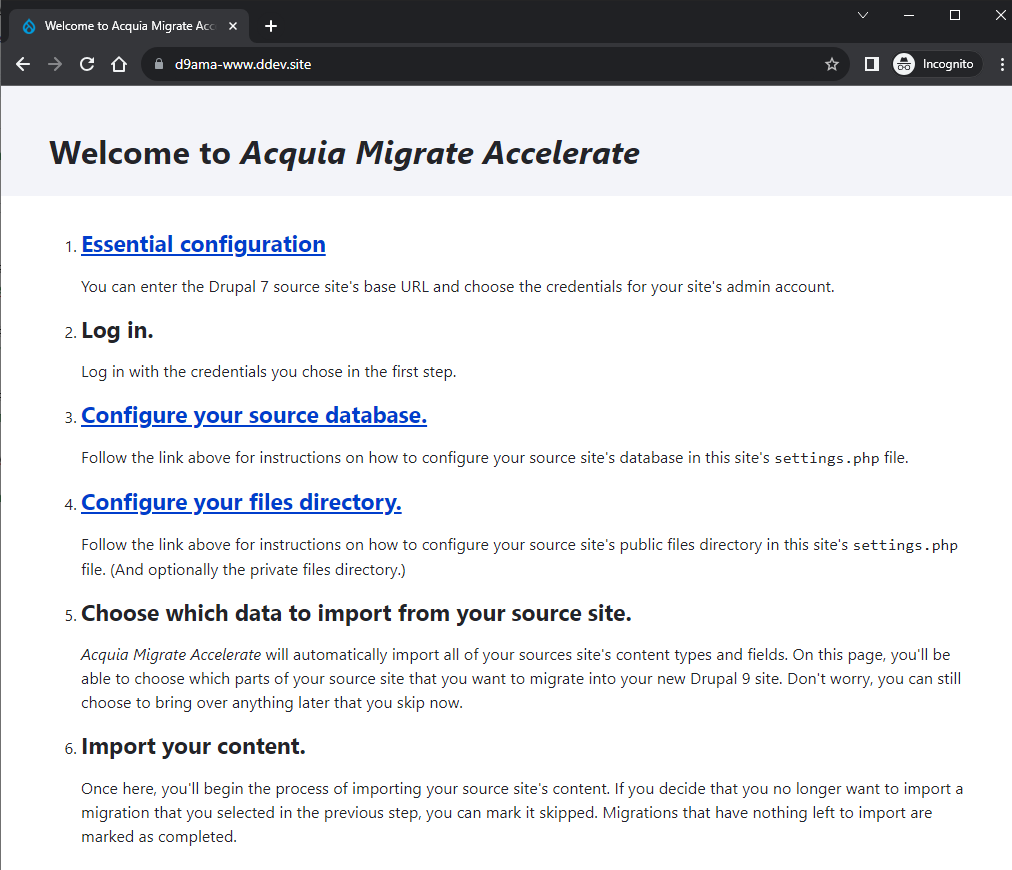 Welcome to Acquia Migrate Acc
d9ama-www.ddev.site
Incognito
Welcome to Acquia Migrate Accelerate
1. Essential configuration
You can enter the Drupal 7 source site's base URL and choose the credentials for your site's admin account.
2. Log in.
Log in with the credentials you chose in the first step.
3. Configure your source database.
Follow the link above for instructions on how to configure your source site's database in this site's settings.php file.
4. Configure your files directory.
Follow the link above for instructions on how to configure your source site's public files directory in this site's settings.php
file. (And optionally the private files directory.)
5. Choose which data to import from your source site.
Acquia Migrate Accelerate will automatically import all of your sources site's content types and fields. On this page, you'll be
able to choose which parts of your source site that you want to migrate into your new Drupal 9 site. Don't worry, you can still
choose to bring over anything later that you skip now.
6. Import your content.
Once here, you'll begin the process of importing your source site's content. If you decide that you no longer want to import a
migration that you selected in the previous step, you can mark it skipped. Migrations that have nothing left to import are
marked as completed.